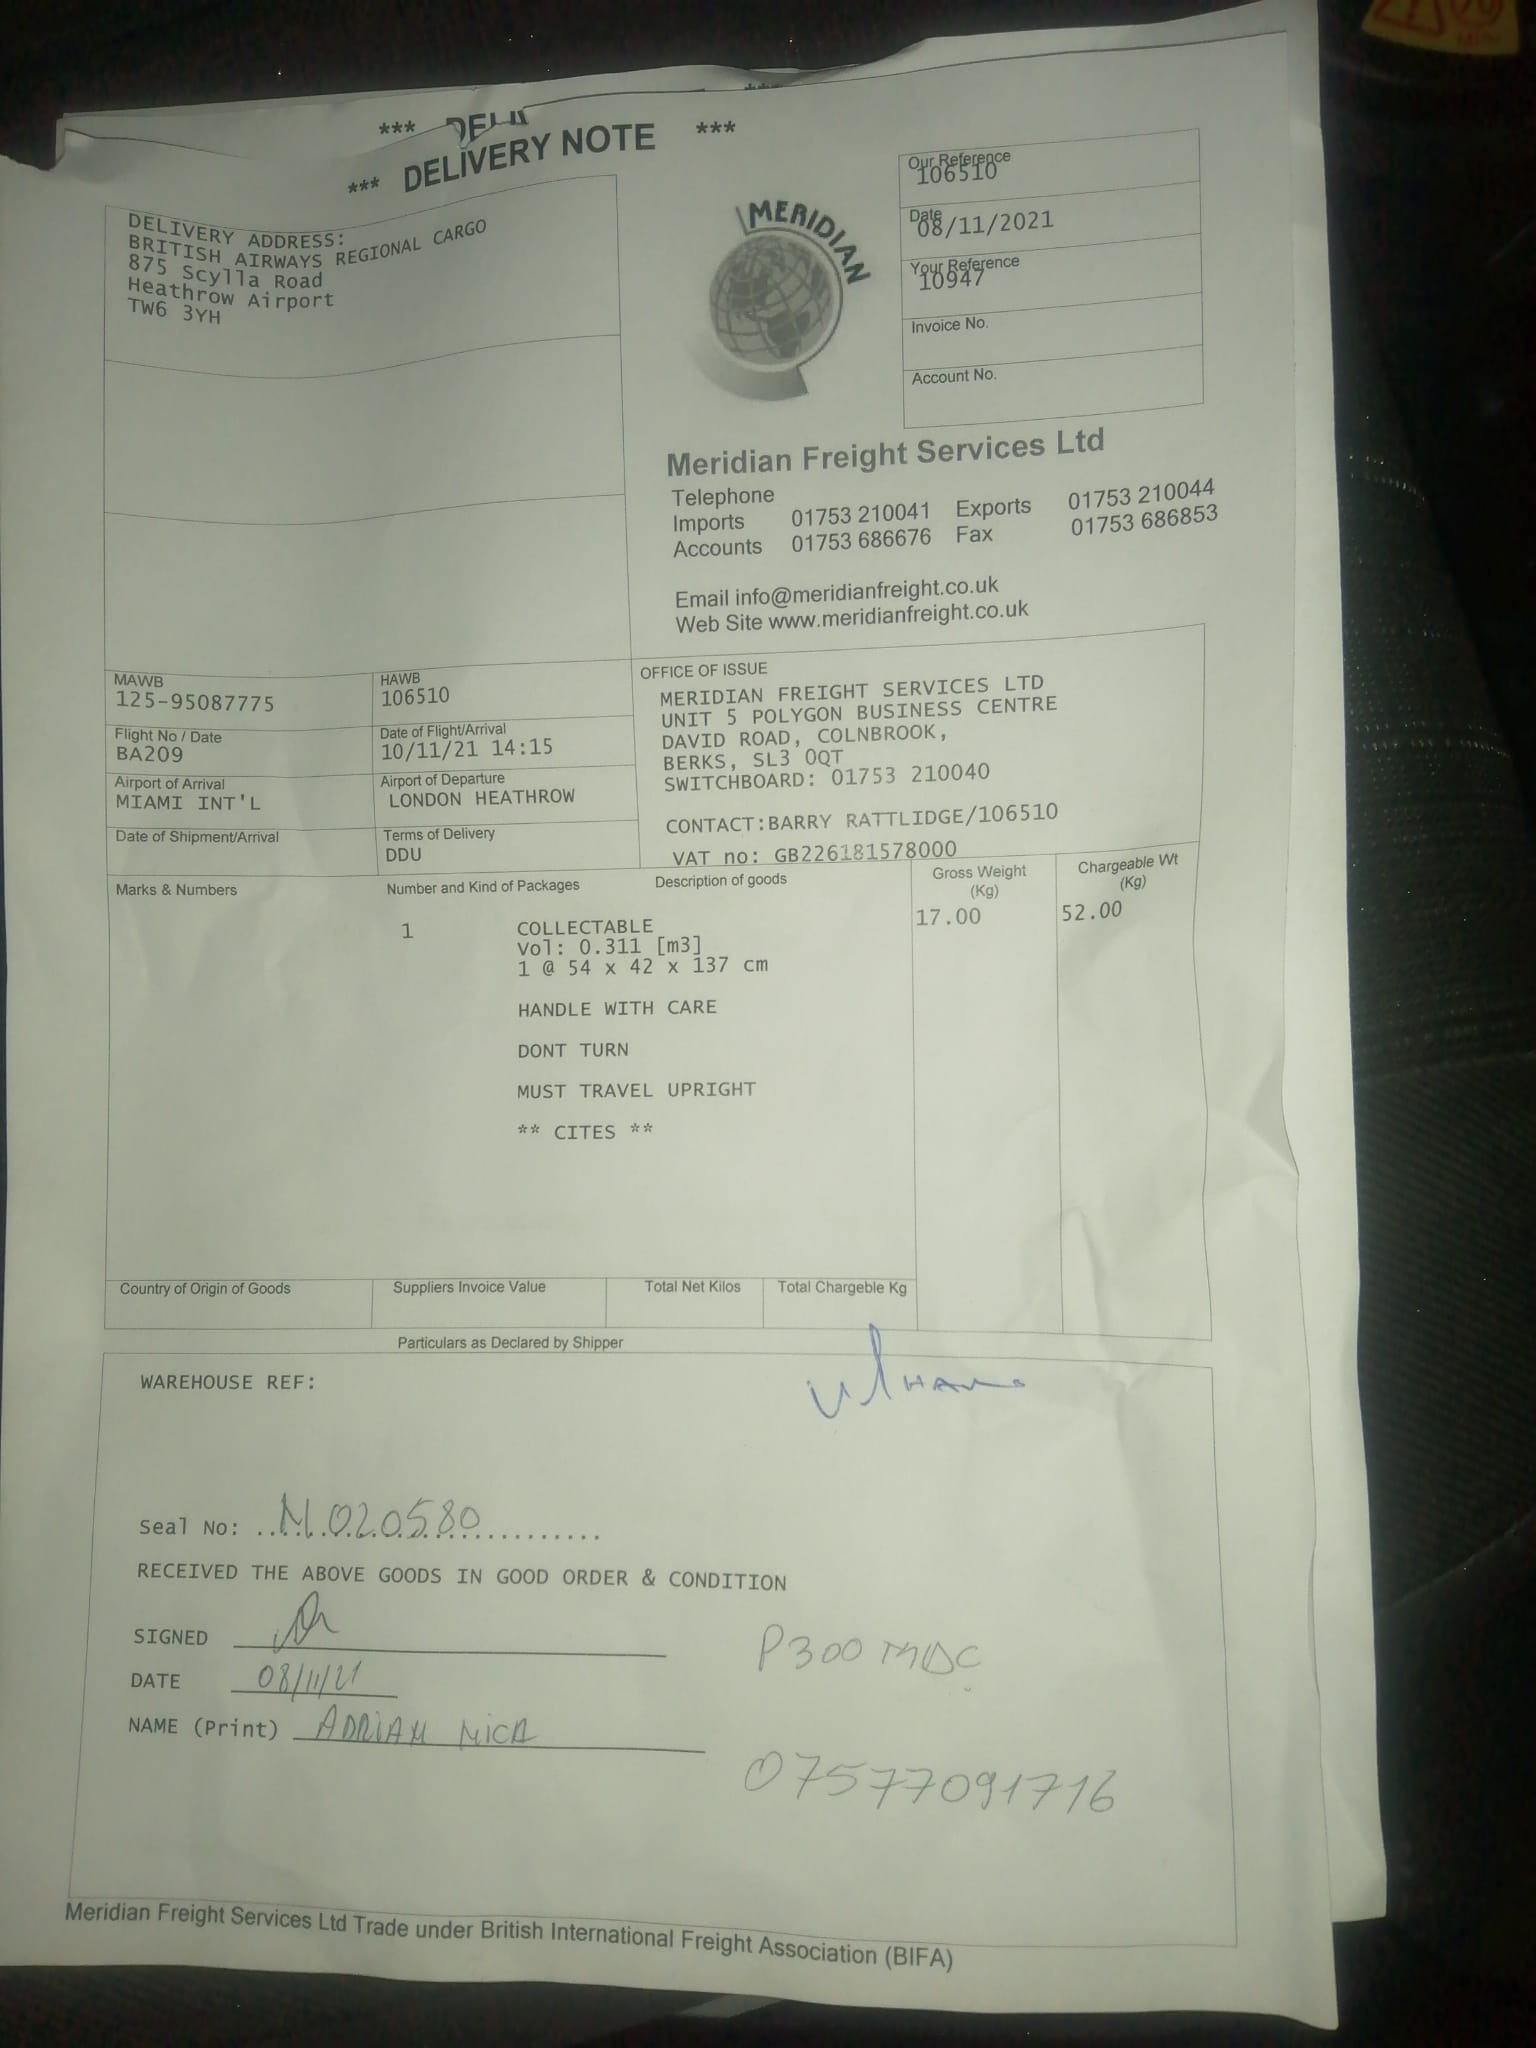 *** DELI
*** DELIVERY NOTE ***
DELIVERY ADDRESS:
BRITISH AIRWAYS REGIONAL CARGO
875 Scylla Road
Heathrow Airport
TW6 3YH
MERIDIAN
Our Reference
106510
Date
08/11/2021
Your Reference
10947
Invoice No.
Account No.
Meridian Freight Services Ltd
Telephone
Imports 01753 210041 Exports 01753 210044
Accounts 01753 686676 Fax 01753 686853
Email info@meridianfreight.co.uk
Web Site www.meridianfreight.co.uk
MAWB
125-95087775
HAWB
106510
Flight No / Date
BA209
Date of Flight/Arrival
10/11/21 14:15
Airport of Arrival
MIAMI INT'L
Airport of Departure
LONDON HEATHROW
Date of Shipment/Arrival
Terms of Delivery
DDU
OFFICE OF ISSUE
MERIDIAN FREIGHT SERVICES LTD
UNIT 5 POLYGON BUSINESS CENTRE
DAVID ROAD, COLNBROOK,
BERKS, SL3 0QT
SWITCHBOARD: 01753 210040
CONTACT:BARRY RATTLIDGE/106510
VAT no: GB226181578000
Marks & Numbers Number and Kind of Packages Description of goods Gross Weight (Kg) Chargeable Wt (Kg)
1 COLLECTABLE 17.00 52.00
Vol: 0.311 [m3]
1 @ 54 x 42 x 137 cm
HANDLE WITH CARE
DONT TURN
MUST TRAVEL UPRIGHT
** CITES **
Country of Origin of Goods Suppliers Invoice Value Total Net Kilos Total Chargeble Kg
Particulars as Declared by Shipper
WAREHOUSE REF:
Seal No: M020580
RECEIVED THE ABOVE GOODS IN GOOD ORDER & CONDITION
SIGNED
P300 MDC
DATE 08/11/21
NAME (Print) ADRIAN MICA
07577091716
Meridian Freight Services Ltd Trade under British International Freight Association (BIFA)